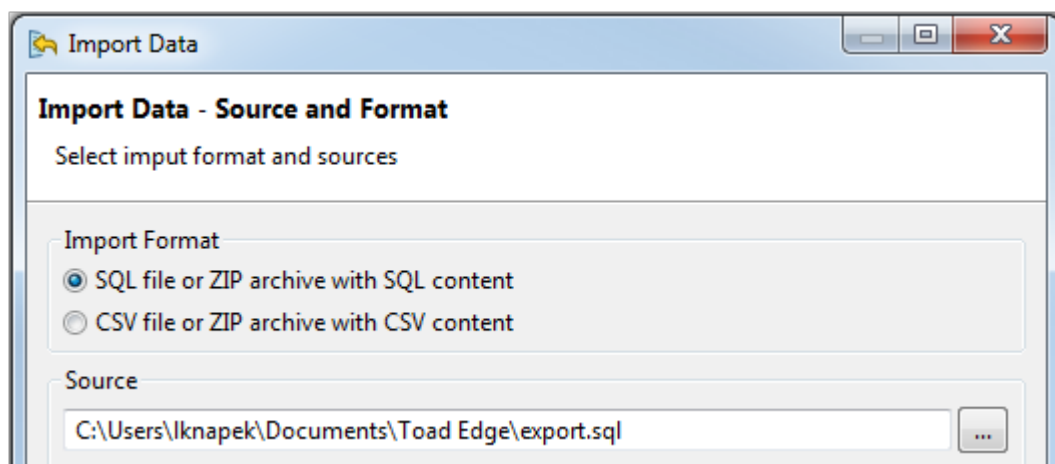 Import Data
Import Data - Source and Format
Select imput format and sources
Import Format
SQL file or ZIP archive with SQL content
CSV file or ZIP archive with CSV content
Source
C:\Users\lknapek\Documents\Toad Edge\export.sql
...